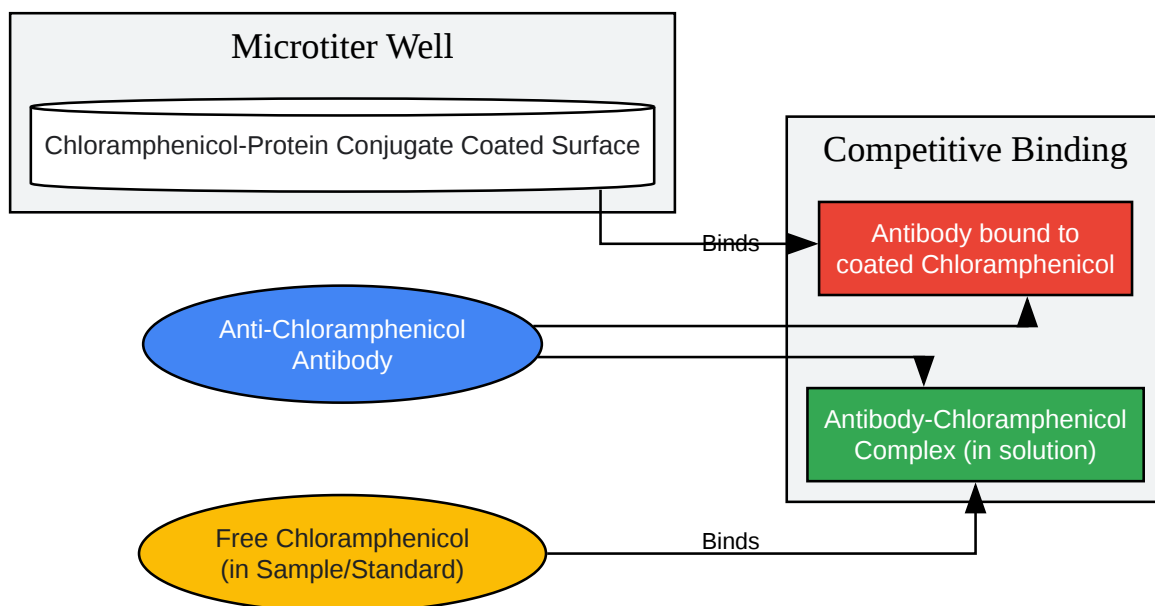 Microtiter Well
Chloramphenicol-Protein Conjugate Coated Surface
Competitive Binding
Antibody bound to
coated Chloramphenicol
Binds
Anti-Chloramphenicol
Antibody
Antibody-Chloramphenicol
Complex (in solution)
Free Chloramphenicol
(in Sample/Standard)
Binds